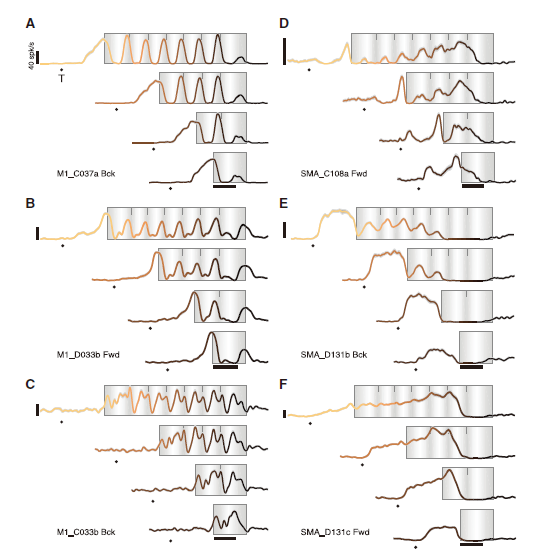 A
40 spk/s
T
M1_C037a Bck
B
M1_D033b Fwd
C
M1_C033b Bck
D
SMA_C108a Fwd
E
SMA_D131b Bck
F
SMA_D131c Fwd